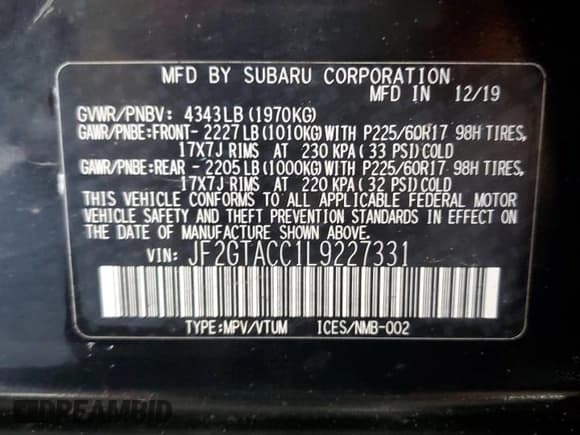 MFD BY SUBARU CORPORATION
MFD IN 12/19
GVWR/PNBV: 4343LB (1970KG)
GAWR/PNBE:FRONT- 2227LB (1010KG) WITH P225/60R17 98H TIRES,
17X7J RIMS AT 230 KPA (33 PSI) COLD
GAWR/PNBE:REAR - 2205LB (1000KG) WITH P225/60R17 98H TIRES,
17X7J RIMS AT 220 KPA (32 PSI) COLD
THIS VEHICLE CONFORMS TO ALL APPLICABLE FEDERAL MOTOR
VEHICLE SAFETY AND THEFT PREVENTION STANDARDS IN EFFECT ON
THE DATE OF MANUFACTURE SHOWN ABOVE.
VIN: JF2GTACC1L9227331
TYPE:MPV/VTUM ICES/NMB-002
DREAMBID